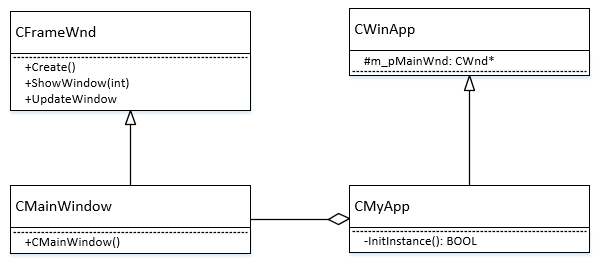 CFrameWnd
+Create()
+ShowWindow(int)
+UpdateWindow
CWinApp
#m_pMainWnd: CWnd*
CMainWindow
+CMainWindow()
CMyApp
-InitInstance(): BOOL